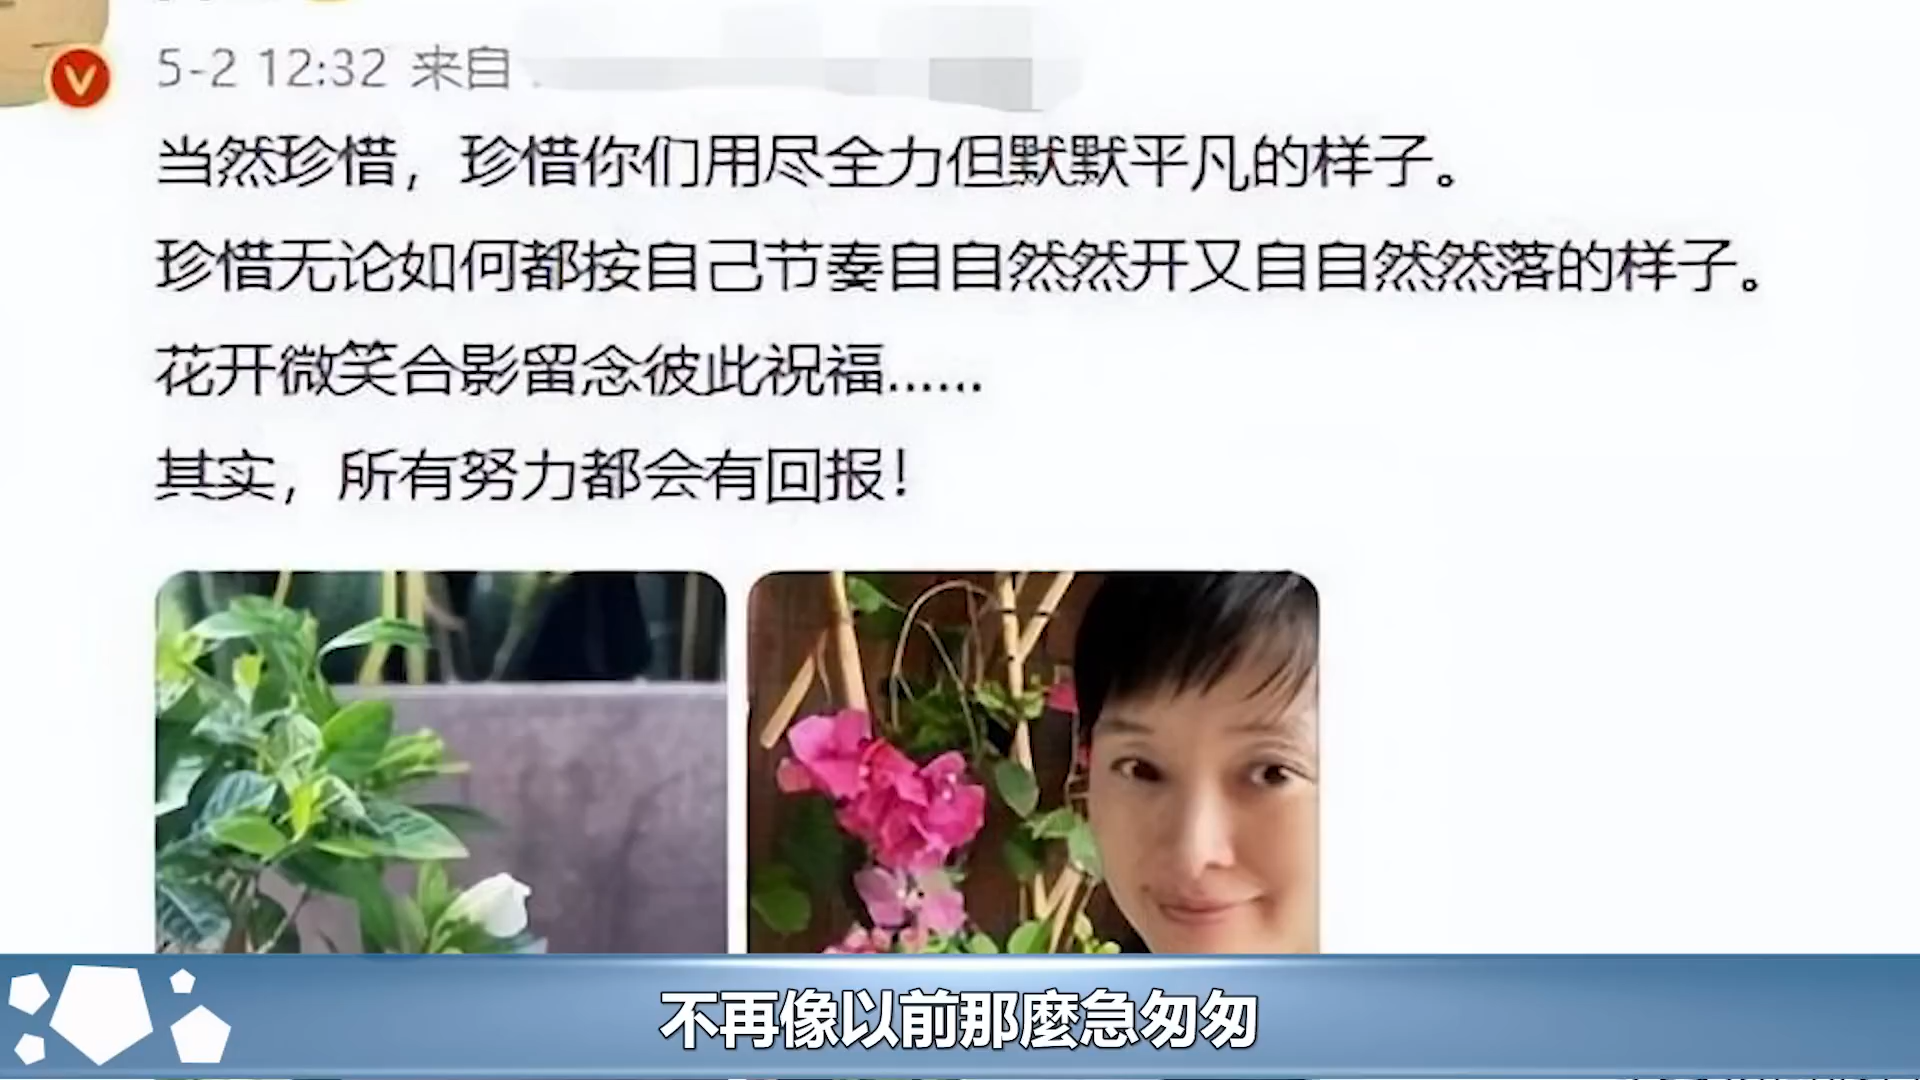 5-2 12:32 来自
当然珍惜，珍惜你们用尽全力但默默平凡的样子。
珍惜无论如何都按自己节奏自自然然开又自自然然落的样子。
花开微笑合影留念彼此祝福……
其实，所有努力都会有回报！
不再像以前那麼急匆匆